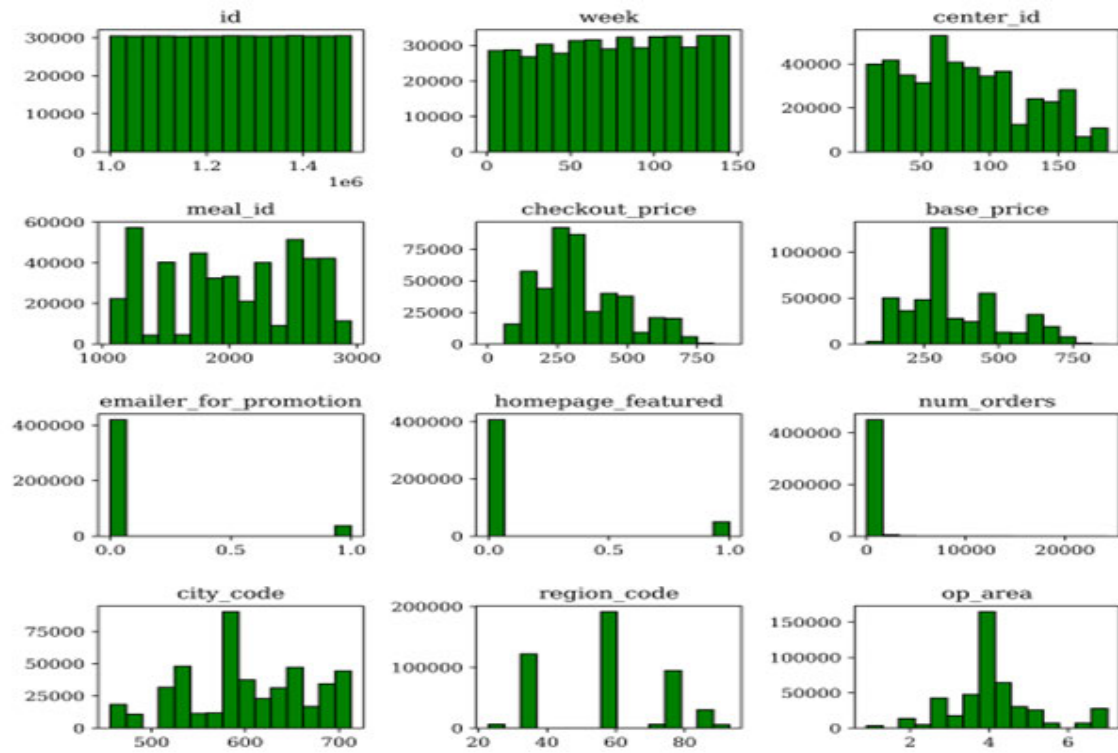 id week center_id
30000 30000 40000
20000 20000 20000
10000 10000
0 0 0
1.0 1.2 1.4 50 100 150 50 100 150
1e6
meal_id checkout_price base_price
60000 75000 100000
40000 50000 50000
20000 25000
0 0 0
1000 2000 3000 0 250 500 750 250 500 750
emailer_for_promotion homepage_featured num_orders
400000 400000 400000
200000 200000 200000
0 0 0
0.0 0.5 1.0 0.0 0.5 1.0 0 10000 20000
city_code region_code op_area
75000 200000 150000
50000 100000 100000
25000 50000
0 0 0
500 600 700 20 40 60 80 2 4 6